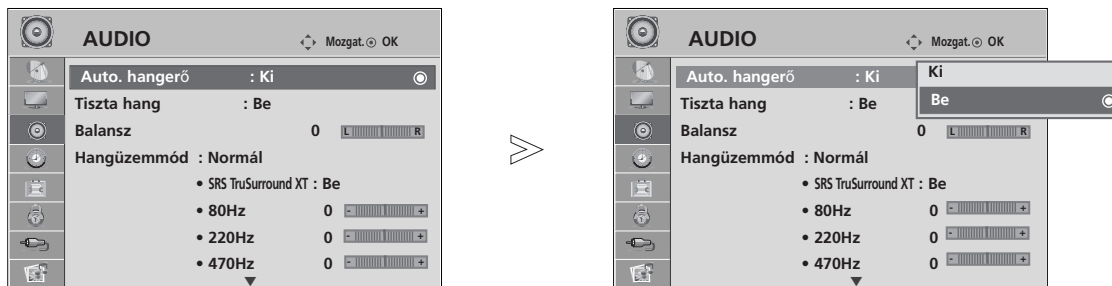 AUDIO Mozgat. OK
Auto. hangerő : Ki
Tiszta hang : Be
Balansz 0 L R
Hangüzemmód : Normál
• SRS TruSurround XT : Be
• 80Hz 0 - +
• 220Hz 0 - +
• 470Hz 0 - +
AUDIO Mozgat. OK
Auto. hangerő : Ki
Ki
Be
Tiszta hang : Be
Balansz 0 L R
Hangüzemmód : Normál
• SRS TruSurround XT : Be
• 80Hz 0 - +
• 220Hz 0 - +
• 470Hz 0 - +